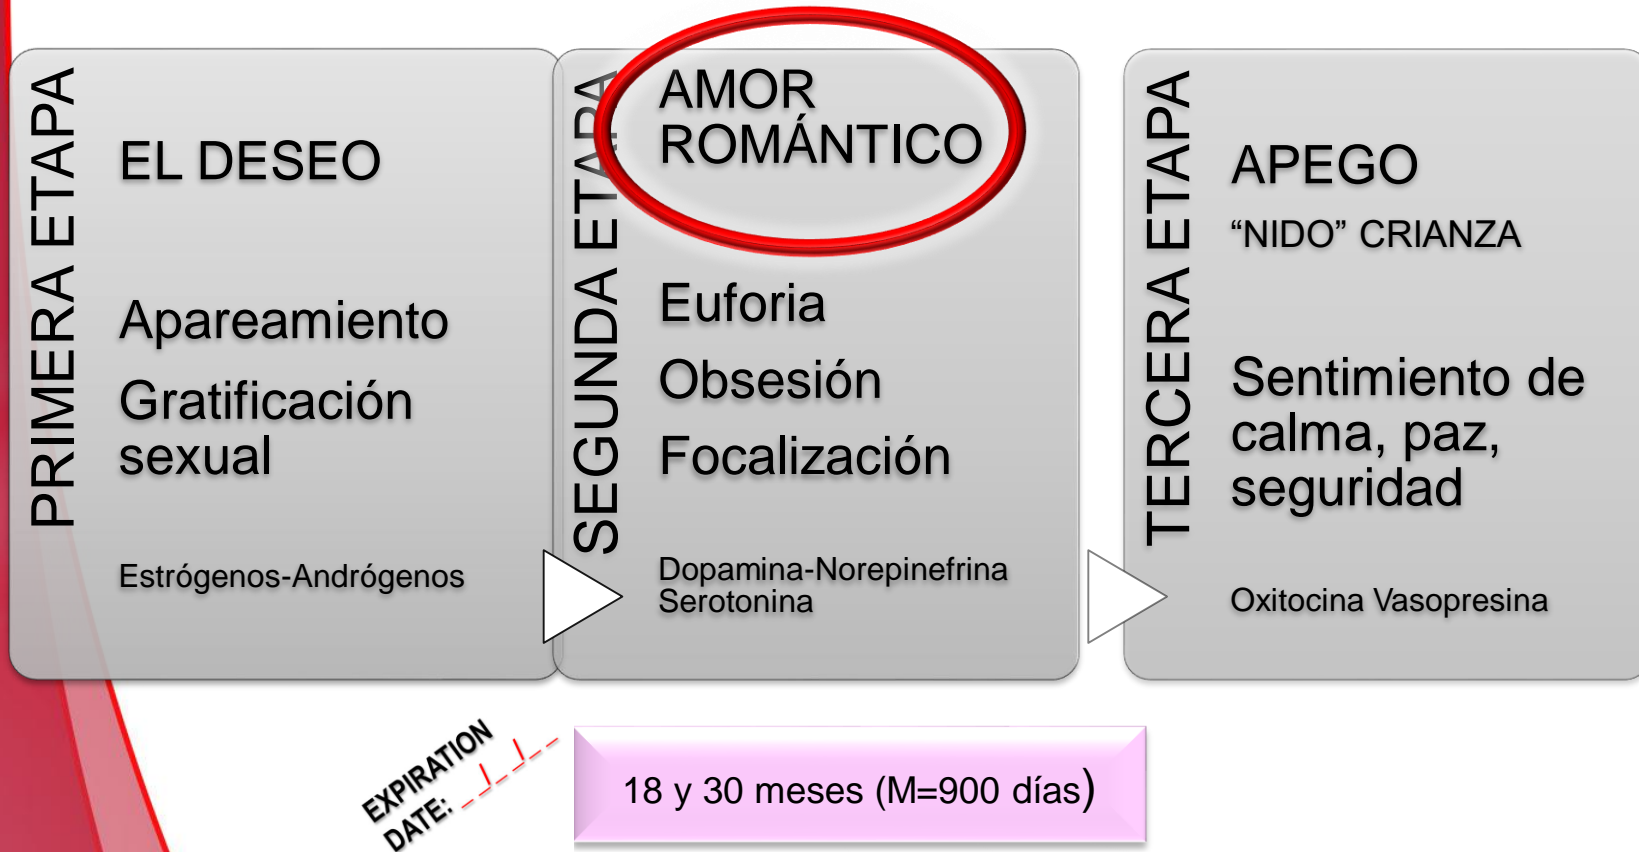 PRIMERA ETAPA
EL DESEO
Apareamiento
Gratificación
sexual
Estrógenos-Andrógenos
SEGUNDA ETAPA
AMOR
ROMÁNTICO
Euforia
Obsesión
Focalización
Dopamina-Norepinefrina
Serotonina
TERCERA ETAPA
APEGO
“NIDO” CRIANZA
Sentimiento de
calma, paz,
seguridad
Oxitocina Vasopresina
EXPIRATION
DATE: _ _/_ _/_ _
18 y 30 meses (M=900 días)